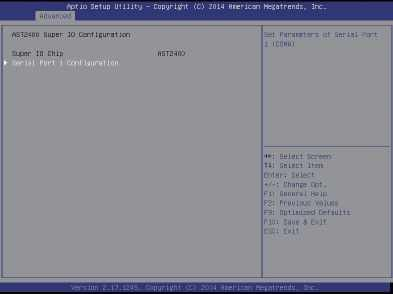 Aptio Setup Utility – Copyright (C) 2014 American Megatrends, Inc.
Advanced
AST2400 Super IO Configuration
Super IO Chip AST2400
Serial Port 1 Configuration
Set Parameters of Serial Port
1 (COMA)
→←: Select Screen
↑↓: Select Item
Enter: Select
+/-: Change Opt.
F1: General Help
F2: Previous Values
F9: Optimized Defaults
F10: Save & Exit
ESC: Exit
Version 2.17.1245. Copyright (C) 2014 American Megatrends, Inc.